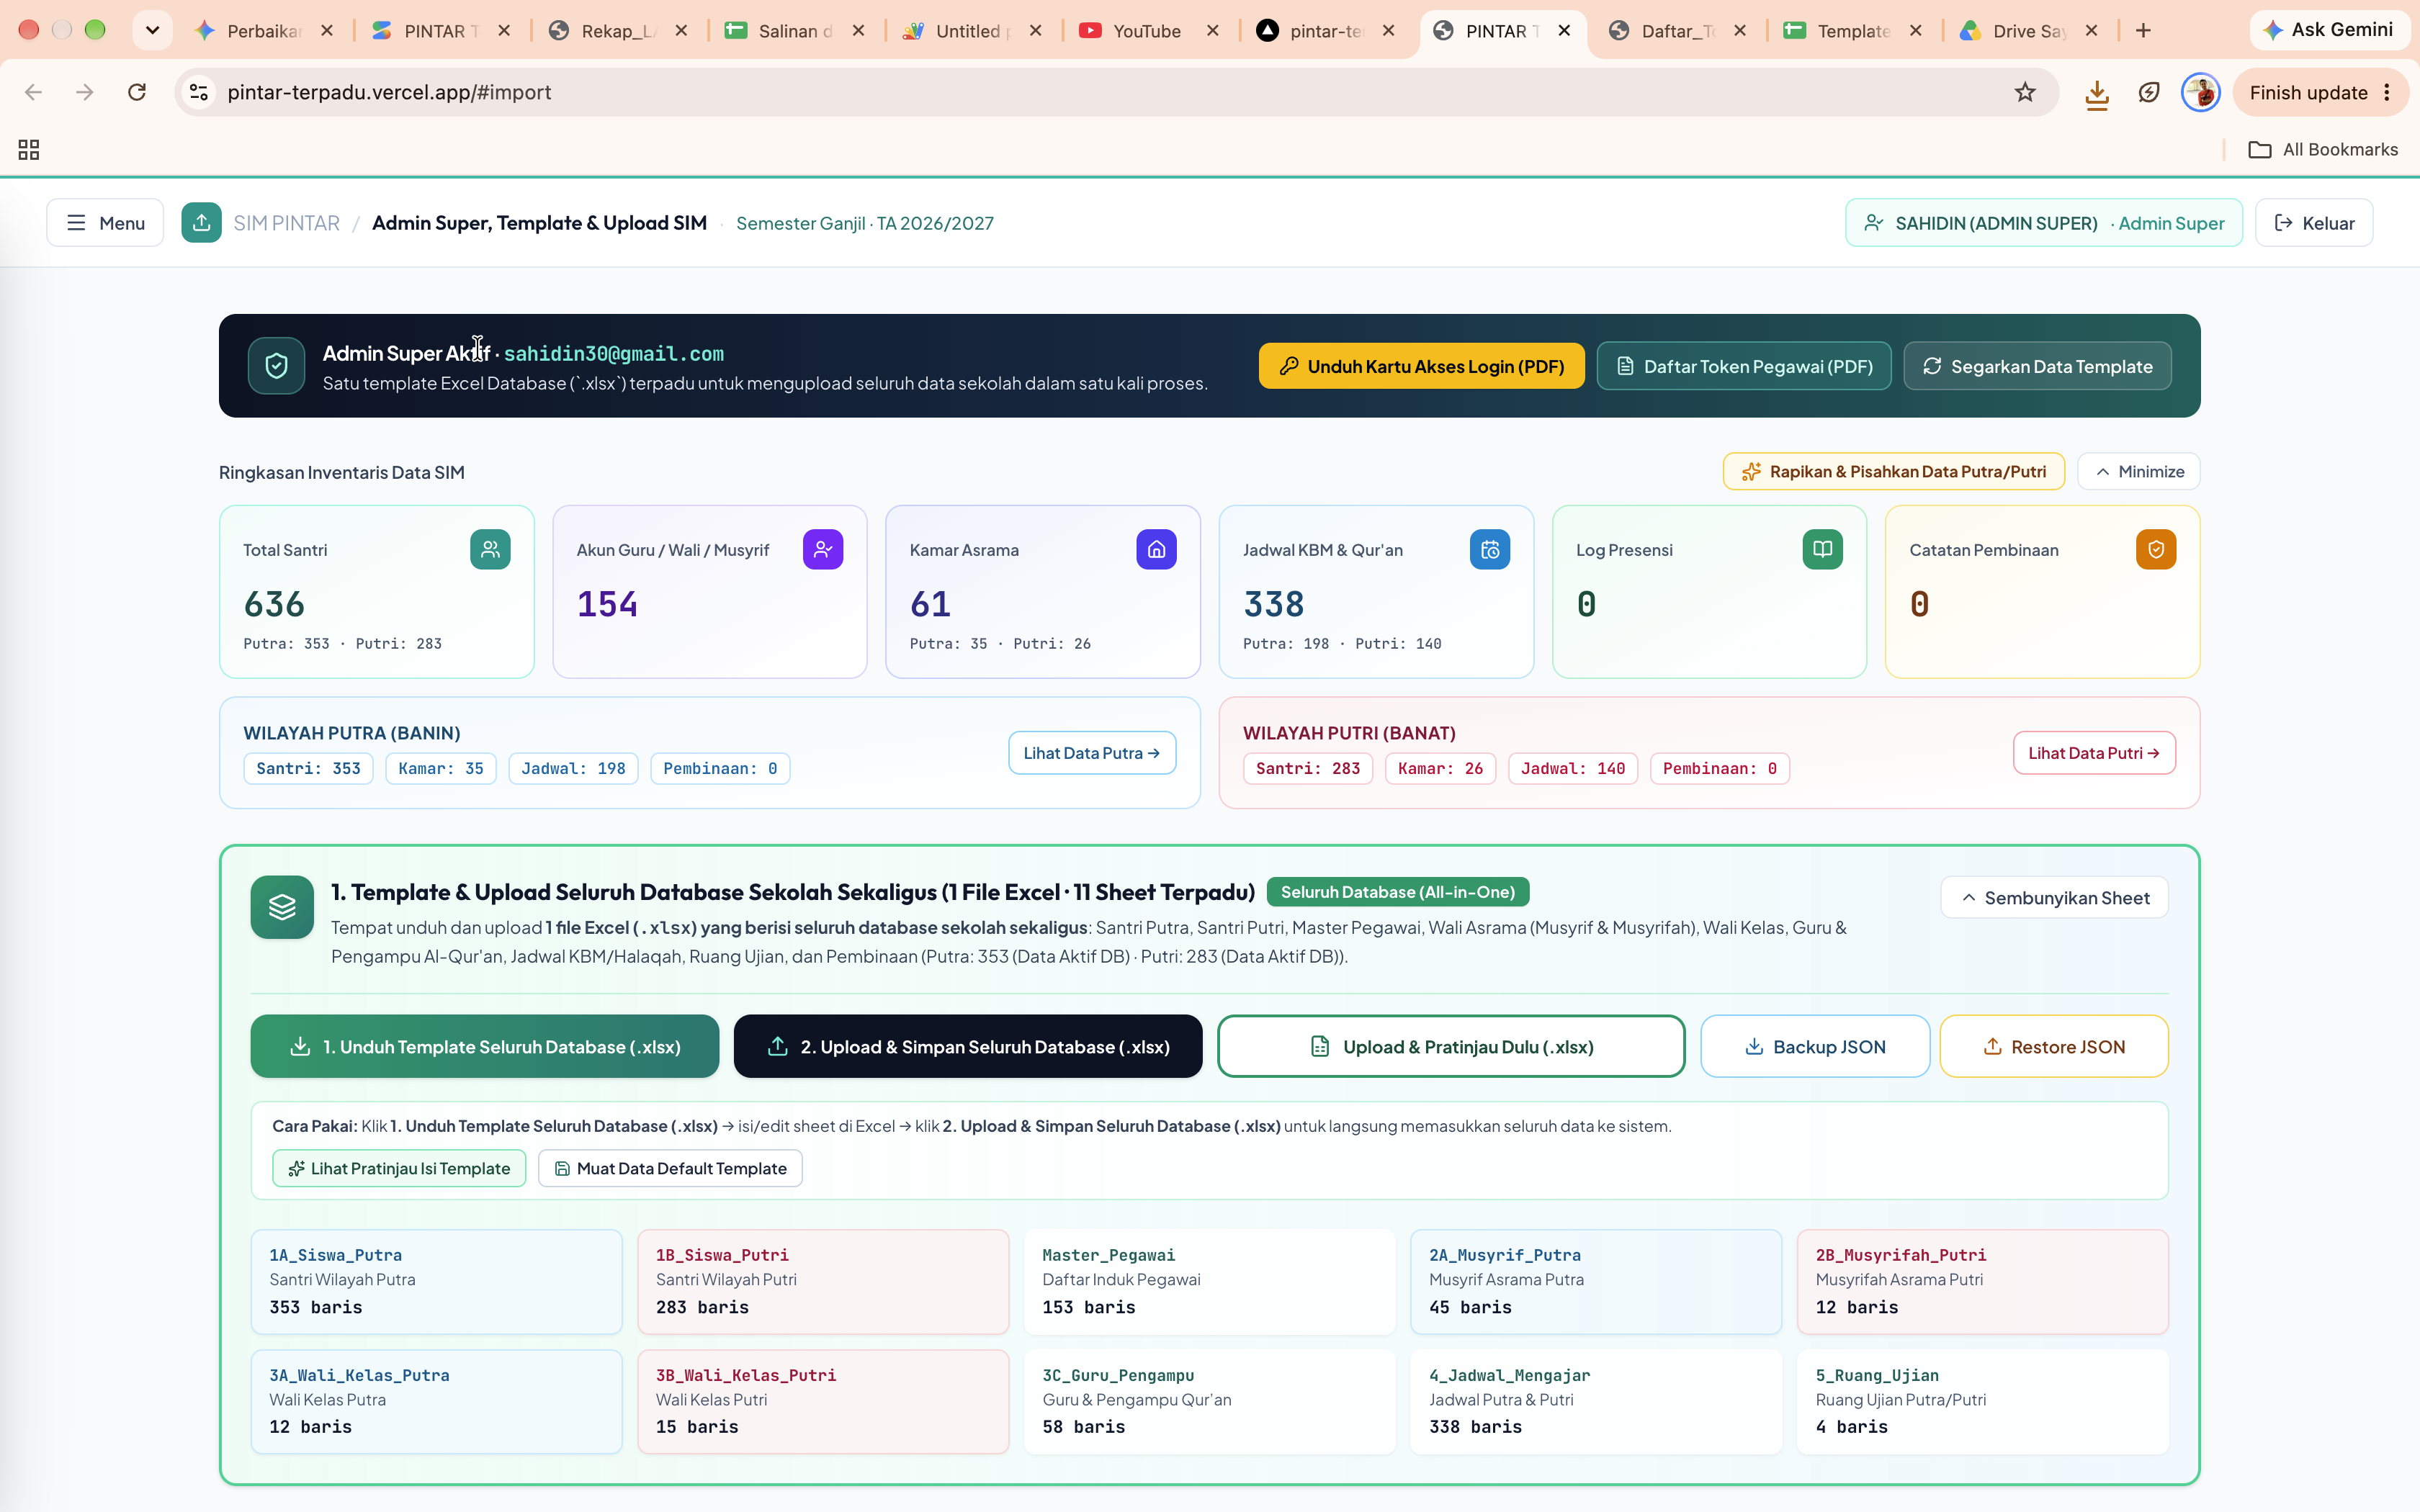 Perbaika
PINTAR T
Rekap_L
Salinan d
Untitled
YouTube
pintar-te
PINTAR T
Daftar_T
Template
Drive Say
Ask Gemini
pintar-terpadu.vercel.app/#import
Finish update
All Bookmarks
Menu
SIM PINTAR / Admin Super, Template & Upload SIM · Semester Ganjil · TA 2026/2027
SAHIDIN (ADMIN SUPER) · Admin Super
Keluar
Admin Super Aktif · sahidin30@gmail.com
Satu template Excel Database (`.xlsx`) terpadu untuk mengupload seluruh data sekolah dalam satu kali proses.
Unduh Kartu Akses Login (PDF)
Daftar Token Pegawai (PDF)
Segarkan Data Template
Ringkasan Inventaris Data SIM
Rapikan & Pisahkan Data Putra/Putri
Minimize
Total Santri
636
Putra: 353 · Putri: 283
Akun Guru / Wali / Musyrif
154
Kamar Asrama
61
Putra: 35 · Putri: 26
Jadwal KBM & Qur'an
338
Putra: 198 · Putri: 140
Log Presensi
0
Catatan Pembinaan
0
WILAYAH PUTRA (BANIN)
Santri: 353
Kamar: 35
Jadwal: 198
Pembinaan: 0
Lihat Data Putra →
WILAYAH PUTRI (BANAT)
Santri: 283
Kamar: 26
Jadwal: 140
Pembinaan: 0
Lihat Data Putri →
1. Template & Upload Seluruh Database Sekolah Sekaligus (1 File Excel · 11 Sheet Terpadu)
Seluruh Database (All-in-One)
Sembunyikan Sheet
Tempat unduh dan upload 1 file Excel (.xlsx) yang berisi seluruh database sekolah sekaligus: Santri Putra, Santri Putri, Master Pegawai, Wali Asrama (Musyrif & Musyrifah), Wali Kelas, Guru &
Pengampu Al-Qur'an, Jadwal KBM/Halaqah, Ruang Ujian, dan Pembinaan (Putra: 353 (Data Aktif DB) · Putri: 283 (Data Aktif DB)).
1. Unduh Template Seluruh Database (.xlsx)
2. Upload & Simpan Seluruh Database (.xlsx)
Upload & Pratinjau Dulu (.xlsx)
Backup JSON
Restore JSON
Cara Pakai: Klik 1. Unduh Template Seluruh Database (.xlsx) → isi/edit sheet di Excel → klik 2. Upload & Simpan Seluruh Database (.xlsx) untuk langsung memasukkan seluruh data ke sistem.
Lihat Pratinjau Isi Template
Muat Data Default Template
1A_Siswa_Putra
Santri Wilayah Putra
353 baris
1B_Siswa_Putri
Santri Wilayah Putri
283 baris
Master_Pegawai
Daftar Induk Pegawai
153 baris
2A_Musyrif_Putra
Musyrif Asrama Putra
45 baris
2B_Musyrifah_Putri
Musyrifah Asrama Putri
12 baris
3A_Wali_Kelas_Putra
Wali Kelas Putra
12 baris
3B_Wali_Kelas_Putri
Wali Kelas Putri
15 baris
3C_Guru_Pengampu
Guru & Pengampu Qur'an
58 baris
4_Jadwal_Mengajar
Jadwal Putra & Putri
338 baris
5_Ruang_Ujian
Ruang Ujian Putra/Putri
4 baris